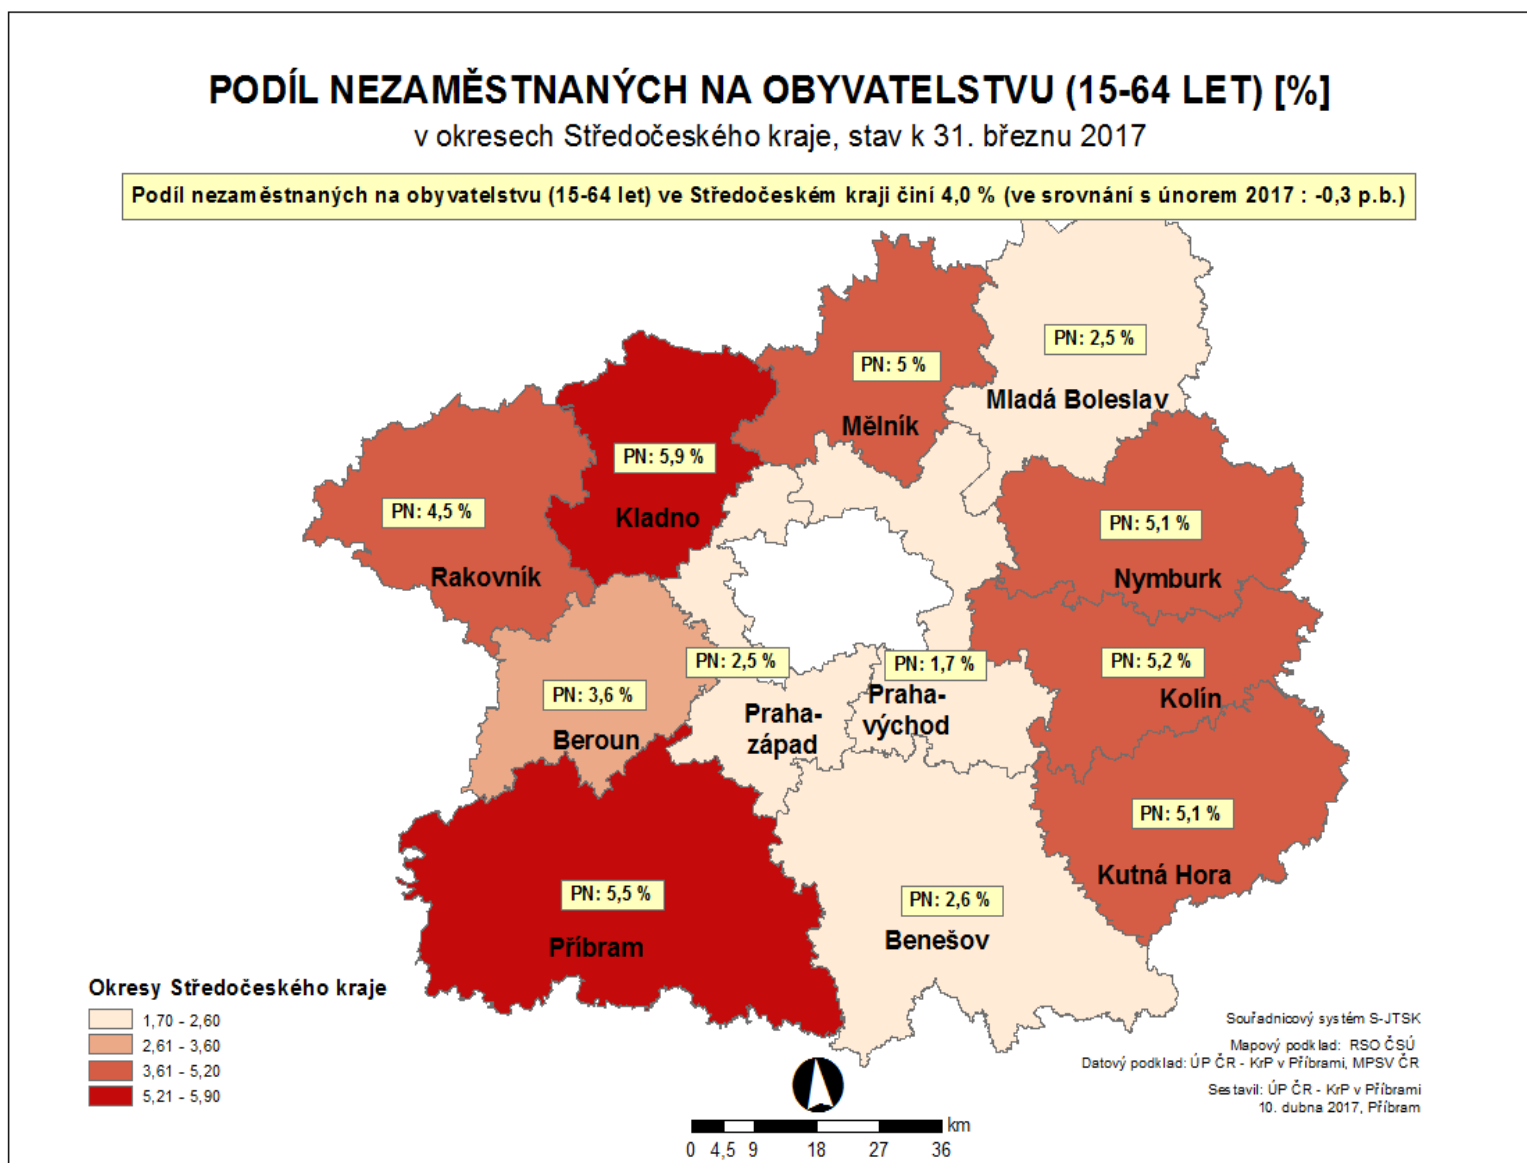 PODÍL NEZAMĚSTNANÝCH NA OBYVATELSTVU (15-64 LET) [%]
v okresech Středočeského kraje, stav k 31. březnu 2017
Podíl nezaměstnaných na obyvatelstvu (15-64 let) ve Středočeském kraji činí 4,0 % (ve srovnání s únorem 2017 : -0,3 p.b.)
PN: 2,5 %
Mladá Boleslav
PN: 5 %
Mělník
PN: 5,9 %
Kladno
PN: 4,5 %
Rakovník
PN: 5,1 %
Nymburk
PN: 2,5 %
Praha-
západ
PN: 1,7 %
Praha-
východ
PN: 5,2 %
Kolín
PN: 3,6 %
Beroun
PN: 5,1 %
Kutná Hora
PN: 5,5 %
Příbram
PN: 2,6 %
Benešov
Okresy Středočeského kraje
1,70 - 2,60
2,61 - 3,60
3,61 - 5,20
5,21 - 5,90
Souřadnicový systém S-JTSK
Mapový podklad: RSO ČSÚ
Datový podklad: ÚP ČR - KrP v Příbrami, MPSV ČR
Sestavil: ÚP ČR - KrP v Příbrami
10. dubna 2017, Příbram
km
0 4,5 9 18 27 36